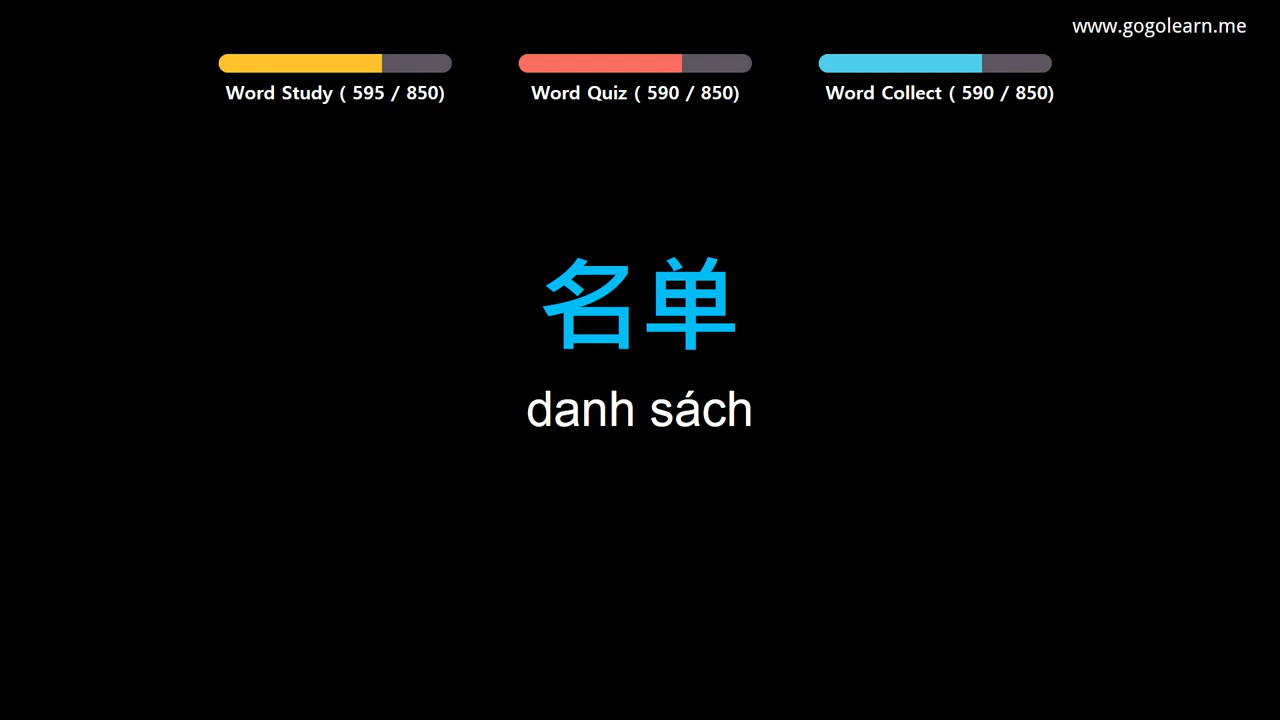 www.gogolearn.me
Word Study ( 595 / 850)
Word Quiz ( 590 / 850)
Word Collect ( 590 / 850)
名单
danh sách